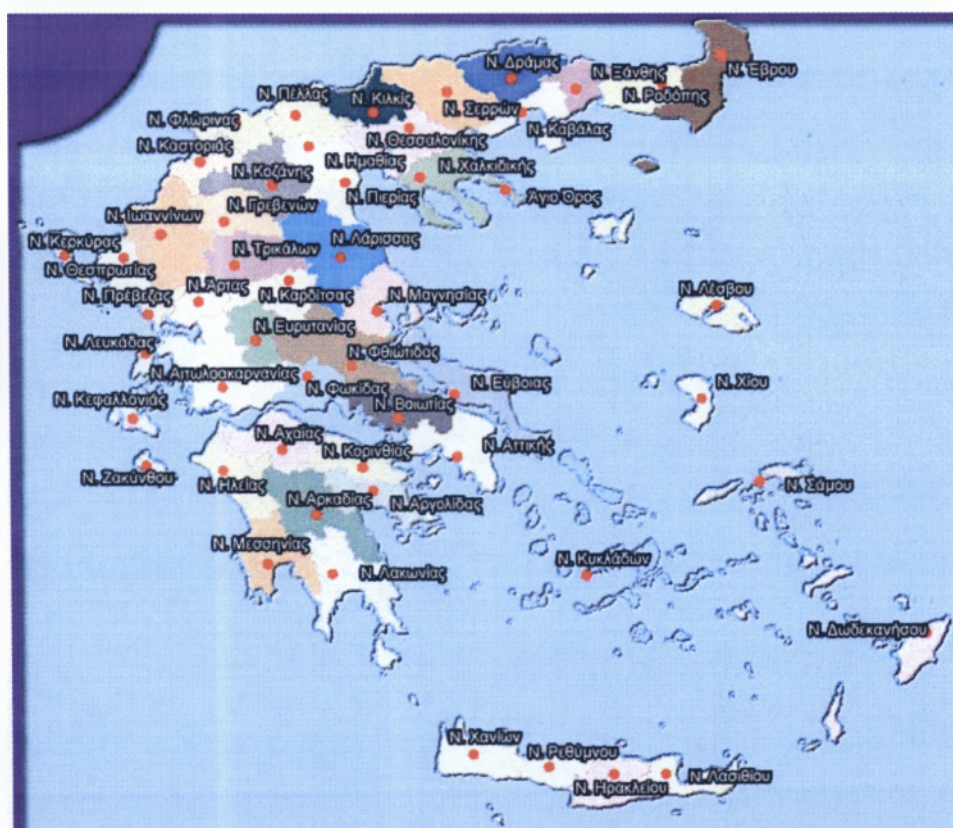 Ν. Δράμας
Ν. Ξάνθης
Ν. Έβρου
Ν. Πέλλας
Ν. Κιλκίς
Ν. Σερρών
Ν. Ροδόπης
Ν. Φλώρινας
Ν. Θεσσαλονίκης
Ν. Καβάλας
Ν. Καστοριάς
Ν. Ημαθίας
Ν. Χαλκιδικής
Ν. Κοζάνης
Ν. Πιερίας
Άγιο Όρος
Ν. Γρεβενών
Ν. Ιωαννίνων
Ν. Κερκύρας
Ν. Τρικάλων
Ν. Λάρισσας
Ν. Θεσπρωτίας
Ν. Άρτας
Ν. Καρδίτσας
Ν. Μαγνησίας
Ν. Λέσβου
Ν. Πρέβεζας
Ν. Ευρυτανίας
Ν. Λευκάδας
Ν. Φθιώτιδας
Ν. Αιτωλοακαρνανίας
Ν. Φωκίδας
Ν. Εύβοιας
Ν. Χίου
Ν. Κεφαλλονιάς
Ν. Βοιωτίας
Ν. Αχαΐας
Ν. Κορινθίας
Ν. Αττικής
Ν. Ζακύνθου
Ν. Ηλείας
Ν. Σάμου
Ν. Αρκαδίας
Ν. Αργολίδας
Ν. Μεσσηνίας
Ν. Λακωνίας
Ν. Κυκλάδων
Ν. Δωδεκανήσου
Ν. Χανίων
Ν. Ρεθύμνου
Ν. Ηρακλείου
Ν. Λασιθίου